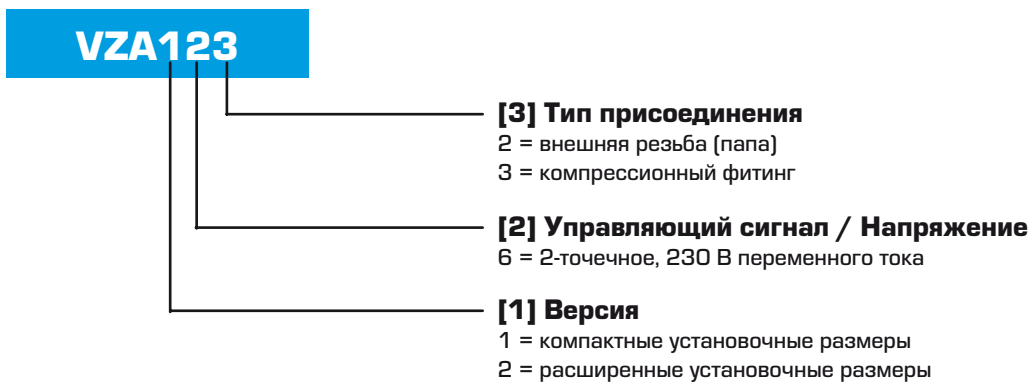 VZA123
[3] Тип присоединения
2 = внешняя резьба (папа)
3 = компрессионный фитинг
[2] Управляющий сигнал / Напряжение
6 = 2-точечное, 230 В переменного тока
[1] Версия
1 = компактные установочные размеры
2 = расширенные установочные размеры